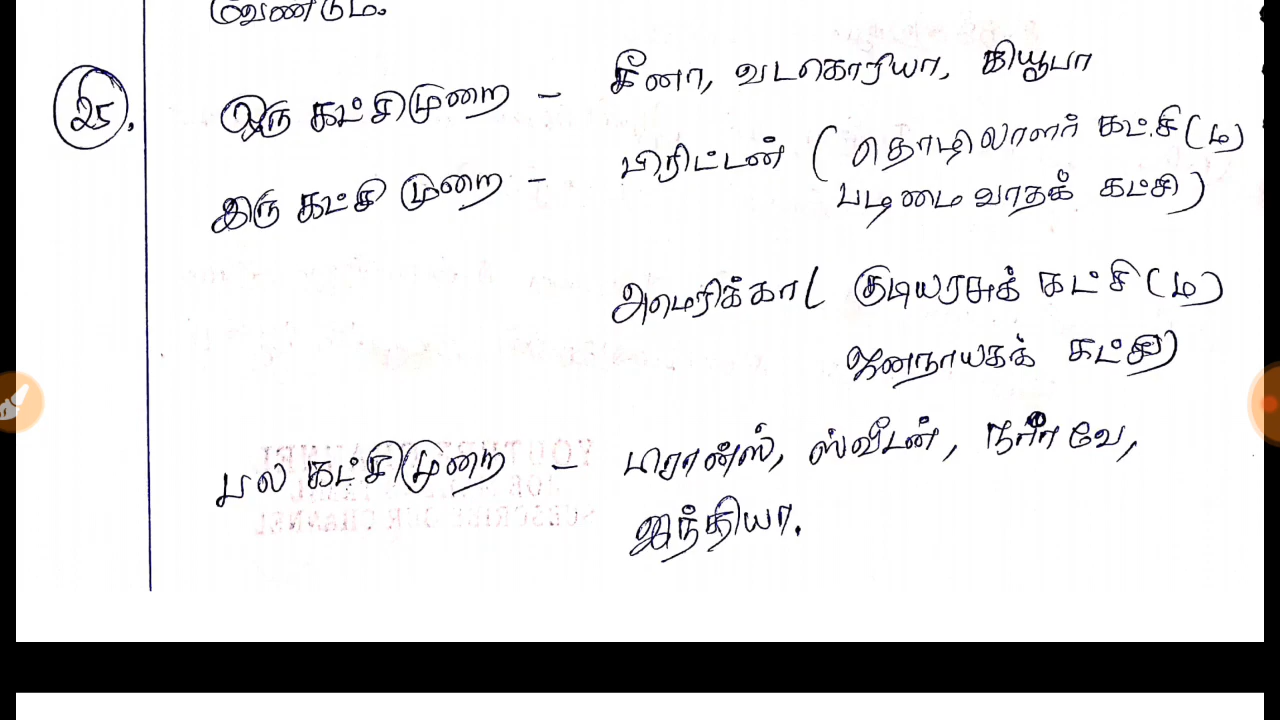 வேண்டும்.
25. ஒரு கட்சிமுறை – சீனா, வடகொரியா, கியூபா
இரு கட்சி முறை – பிரிட்டன் ( தொழிலாளர் கட்சி (ம)
பழமை வாதக் கட்சி )
அமெரிக்கா ( குடியரசுக் கட்சி (ம)
ஜனநாயகக் கட்சி )
பல கட்சிமுறை – பிரான்ஸ், ஸ்வீடன், நார்வே,
இந்தியா.